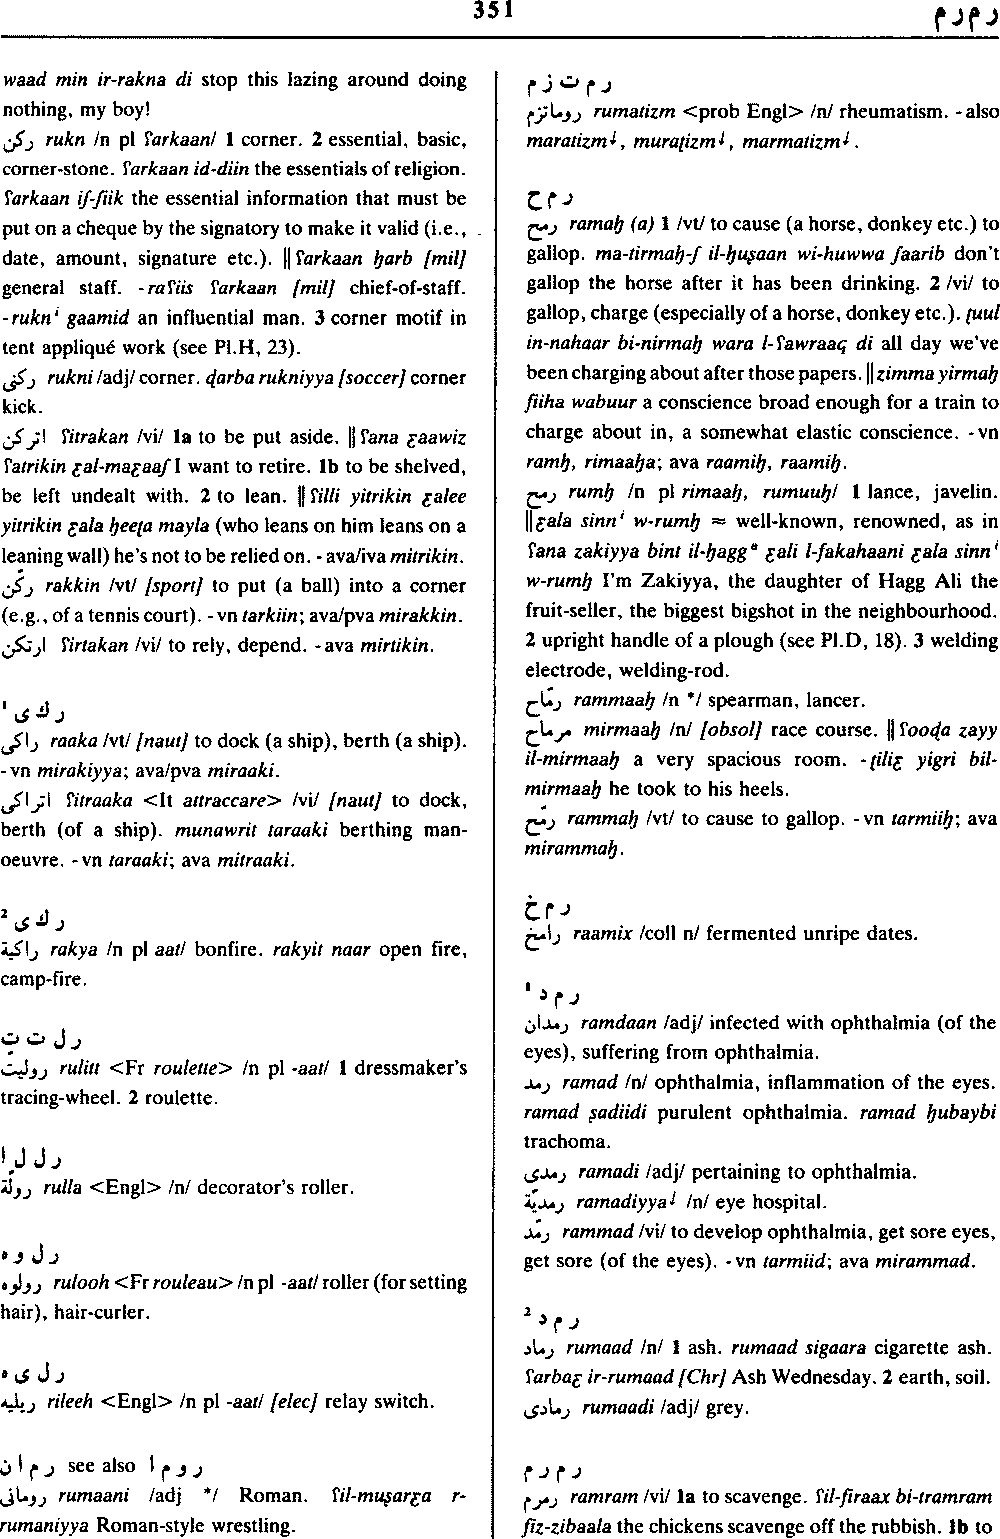 351
رمرم
waad min ir-rakna di stop this lazing around doing
nothing, my boy!
ركن rukn /n pl ʕarkaan/ 1 corner. 2 essential, basic,
corner-stone. ʕarkaan id-diin the essentials of religion.
ʕarkaan iʃ-ʃiik the essential information that must be
put on a cheque by the signatory to make it valid (i.e.,
date, amount, signature etc.). || ʕarkaan ḥarb [mil]
general staff. -raʕiis ʕarkaan [mil] chief-of-staff.
-ruknⁱ gaamid an influential man. 3 corner motif in
tent appliqué work (see Pl.H, 23).
ركنى rukni /adj/ corner. ḍarba rukniyya [soccer] corner
kick.
اتركن ʕitrakan /vi/ 1a to be put aside. || ʕana ɛaawiz
ʕatrikin ɛal-maɛaaʃ I want to retire. 1b to be shelved,
be left undealt with. 2 to lean. || ʕilli yitrikin ɛalee
yitrikin ɛala ḥeeṭa mayla (who leans on him leans on a
leaning wall) he's not to be relied on. - ava/iva mitrikin.
ركّن rakkin /vt/ [sport] to put (a ball) into a corner
(e.g., of a tennis court). - vn tarkiin; ava/pva mirakkin.
ارتكن ʕirtakan /vi/ to rely, depend. - ava mirtikin.
ر ك ى ¹
راكى raaka /vt/ [naut] to dock (a ship), berth (a ship).
- vn mirakiyya; ava/pva miraaki.
اتراكى ʕitraaka <It attraccare> /vi/ [naut] to dock,
berth (of a ship). munawrit taraaki berthing man-
oeuvre. - vn taraaki; ava mitraaki.
ر ك ى ²
راكية rakya /n pl aat/ bonfire. rakyit naar open fire,
camp-fire.
ر ل ت ت
روليتّ rulitt <Fr roulette> /n pl -aat/ 1 dressmaker's
tracing-wheel. 2 roulette.
ر ل ل ا
رولّة rulla <Engl> /n/ decorator's roller.
ر ل و ه
رولوه rulooh <Fr rouleau> /n pl -aat/ roller (for setting
hair), hair-curler.
ر ل ى ه
ريليه rileeh <Engl> /n pl -aat/ [elec] relay switch.
ر م ا ن see also ر و م ا
رومانى rumaani /adj */ Roman. ʕil-muṣarɛa r-
rumaniyya Roman-style wrestling.
ر م ت ز م
روماتزم rumatizm <prob Engl> /n/ rheumatism. - also
maratizm↓, muraṭizm↓, marmatizm↓.
ر م ح
رمح ramaḥ (a) 1 /vt/ to cause (a horse, donkey etc.) to
gallop. ma-tirmaḥ-ʃ il-ḥuṣaan wi-huwwa ʃaarib don't
gallop the horse after it has been drinking. 2 /vi/ to
gallop, charge (especially of a horse, donkey etc.). ṭuul
in-nahaar bi-nirmaḥ wara l-ʕawraaq di all day we've
been charging about after those papers. || zimma yirmaḥ
fiiha wabuur a conscience broad enough for a train to
charge about in, a somewhat elastic conscience. - vn
ramḥ, rimaaḥa; ava raamiḥ, raamiḥ.
رمح rumḥ /n pl rimaaḥ, rumuuḥ/ 1 lance, javelin.
|| ɛala sinnⁱ w-rumḥ ≈ well-known, renowned, as in
ʕana zakiyya bint il-ḥaggᵃ ɛali l-fakahaani ɛala sinnⁱ
w-rumḥ I'm Zakiyya, the daughter of Hagg Ali the
fruit-seller, the biggest bigshot in the neighbourhood.
2 upright handle of a plough (see Pl.D, 18). 3 welding
electrode, welding-rod.
رمّاح rammaaḥ /n */ spearman, lancer.
مرماح mirmaaḥ /n/ [obsol] race course. || ʕooḍa zayy
il-mirmaaḥ a very spacious room. -ṭiliɛ yigri bil-
mirmaaḥ he took to his heels.
رمّح rammaḥ /vt/ to cause to gallop. - vn tarmiiḥ; ava
mirammaḥ.
ر م خ
رامخ raamix /coll n/ fermented unripe dates.
ر م د ¹
رمدان ramdaan /adj/ infected with ophthalmia (of the
eyes), suffering from ophthalmia.
رمد ramad /n/ ophthalmia, inflammation of the eyes.
ramad ṣadiidi purulent ophthalmia. ramad ḥubaybi
trachoma.
رمدى ramadi /adj/ pertaining to ophthalmia.
رمديّة ramadiyya↓ /n/ eye hospital.
رمّد rammad /vi/ to develop ophthalmia, get sore eyes,
get sore (of the eyes). - vn tarmiid; ava mirammad.
ر م د ²
رماد rumaad /n/ 1 ash. rumaad sigaara cigarette ash.
ʕarbaɛ ir-rumaad [Chr] Ash Wednesday. 2 earth, soil.
رمادى rumaadi /adj/ grey.
ر م ر م
رمرم ramram /vi/ 1a to scavenge. ʕil-firaax bi-tramram
fiz-zibaala the chickens scavenge off the rubbish. 1b to